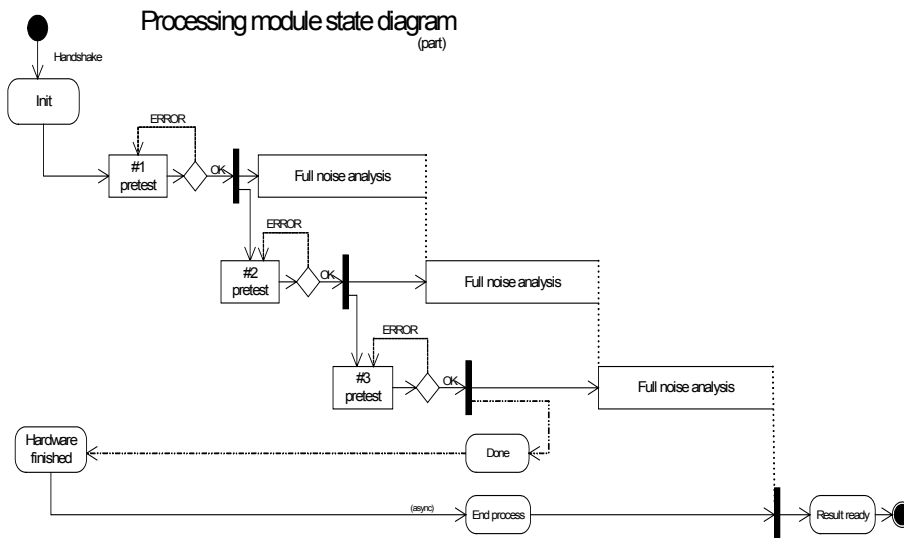 Processing module state diagram
(part)
Handshake
Init
ERROR
#1
pretest
OK
Full noise analysis
ERROR
#2
pretest
OK
Full noise analysis
ERROR
#3
pretest
OK
Full noise analysis
Hardware
finished
Done
(async)
End process
Result ready